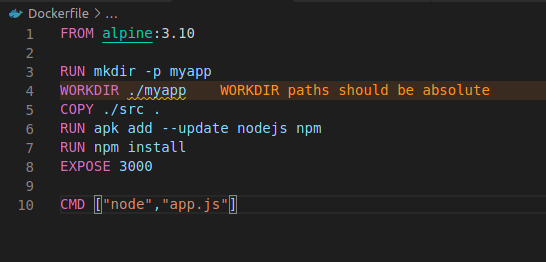 Dockerfile > ...
1 FROM alpine:3.10
2
3 RUN mkdir -p myapp
4 WORKDIR ./myapp WORKDIR paths should be absolute
5 COPY ./src .
6 RUN apk add --update nodejs npm
7 RUN npm install
8 EXPOSE 3000
9
10 CMD ["node","app.js"]